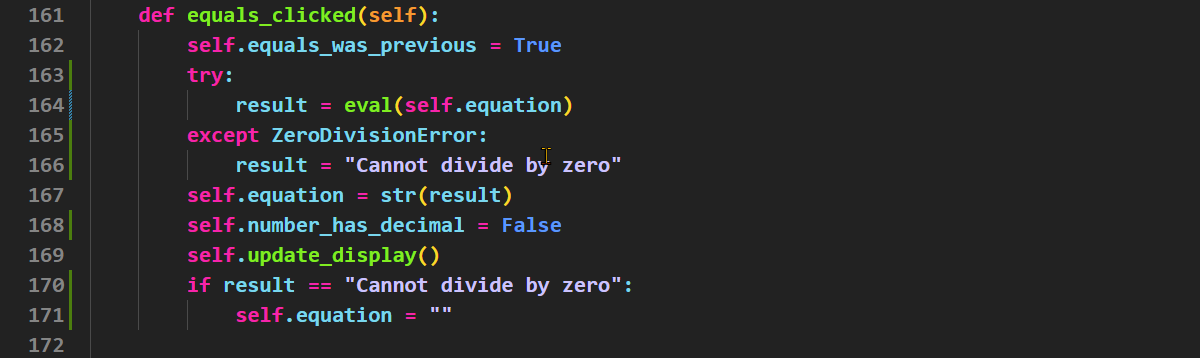 161 def equals_clicked(self):
162 self.equals_was_previous = True
163 try:
164 result = eval(self.equation)
165 except ZeroDivisionError:
166 result = "Cannot divide by zero"
167 self.equation = str(result)
168 self.number_has_decimal = False
169 self.update_display()
170 if result == "Cannot divide by zero":
171 self.equation = ""
172